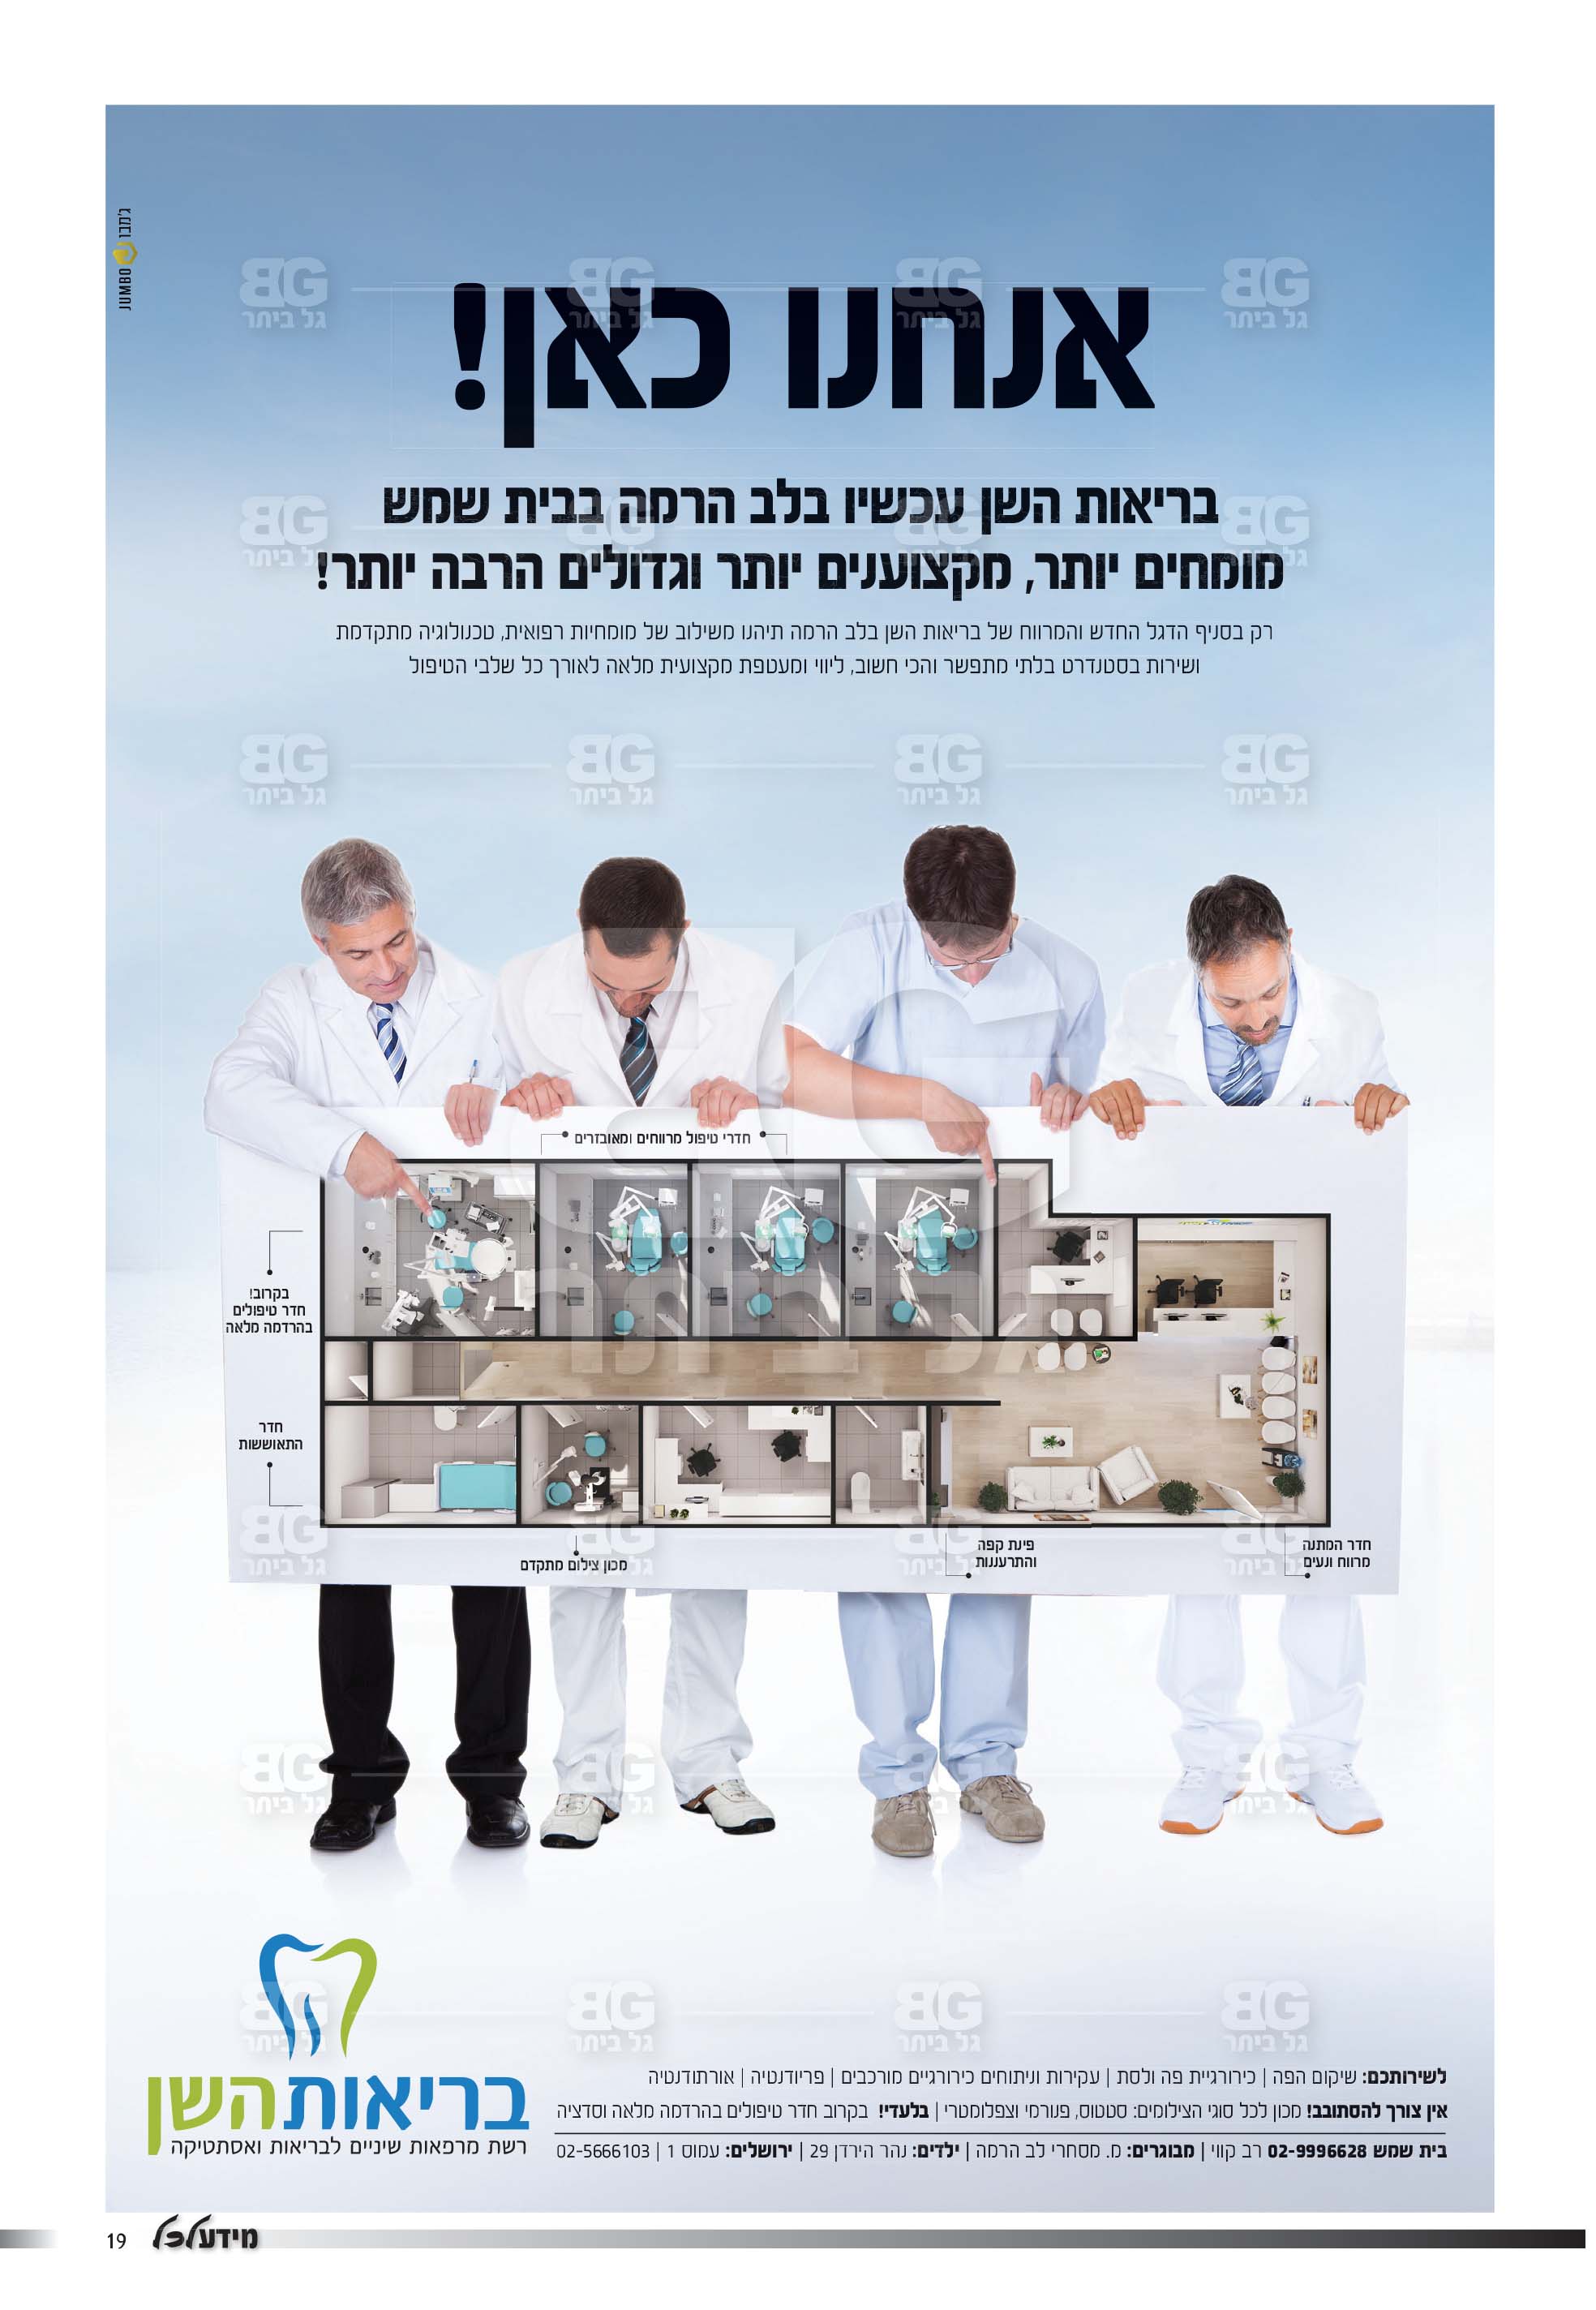 ג'מבו JUMBO
אנחנו כאן!
בריאות השן עכשיו בלב הרמה בבית שמש
מומחים יותר, מקצוענים יותר וגדולים הרבה יותר!
רק בסניף הדגל החדש והמרווח של בריאות השן בלב הרמה תיהנו משילוב של מומחיות רפואית, טכנולוגיה מתקדמת
ושירות בסטנדרט בלתי מתפשר והכי חשוב, ליווי ומעטפת מקצועית מלאה לאורך כל שלבי הטיפול
חדרי טיפול מרווחים ומאובזרים
בקרוב!
חדר טיפולים
בהרדמה מלאה
חדר
התאוששות
מכון צילום מתקדם
פינת קפה
והתרעננות
חדר המתנה
מרווח ונעים
BG
גל ביתר
לשירותכם: שיקום הפה | כירורגיית פה ולסת | עקירות וניתוחים כירורגיים מורכבים | פריודנטיה | אורתודנטיה
אין צורך להסתובב! מכון לכל סוגי הצילומים: סטטוס, פנורמי וצפלומטרי | בלעדי! בקרוב חדר טיפולים בהרדמה מלאה וסדציה
בית שמש 02-9996628 רב קווי | מבוגרים: מ. מסחרי לב הרמה | ילדים: נהר הירדן 29 | ירושלים: עמוס 1 | 02-5666103
בריאות השן
רשת מרפאות שיניים לבריאות ואסתטיקה
מידע לכל
19